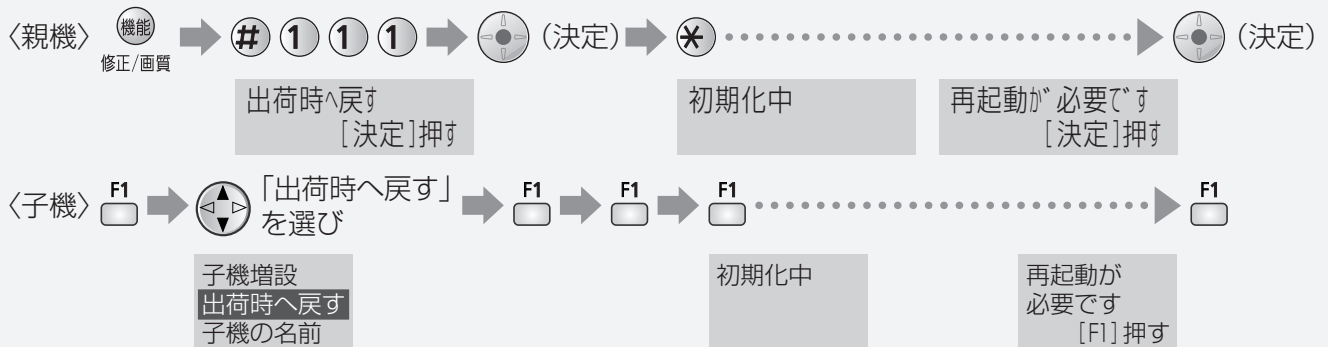 〈親機〉 機能 # 1 1 1 (決定) * (決定)
修正/画質
出荷時へ戻す 初期化中 再起動が必要です
[決定]押す [決定]押す
〈子機〉 F1 「出荷時へ戻す」 F1 F1 F1 F1
を選び
子機増設 初期化中 再起動が
出荷時へ戻す 必要です
子機の名前 [F1]押す